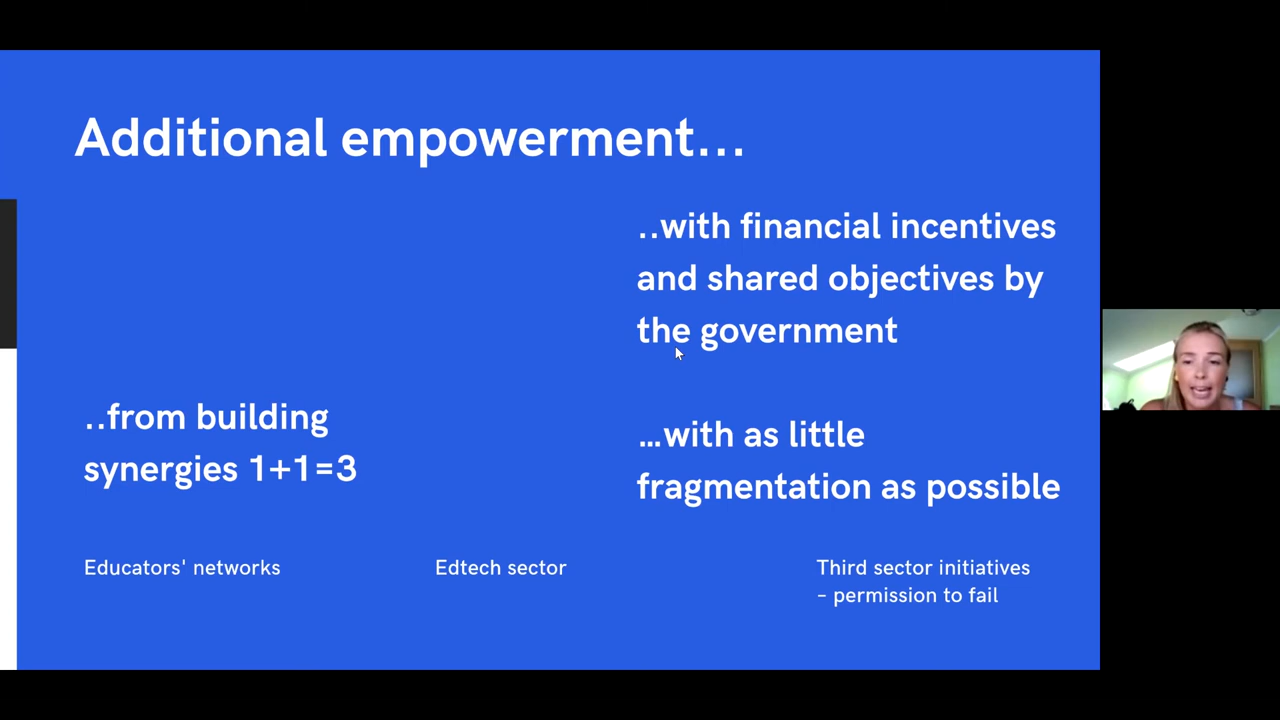 Additional empowerment...
..with financial incentives
and shared objectives by
the government
..from building
synergies 1+1=3
...with as little
fragmentation as possible
Educators' networks
Edtech sector
Third sector initiatives
– permission to fail